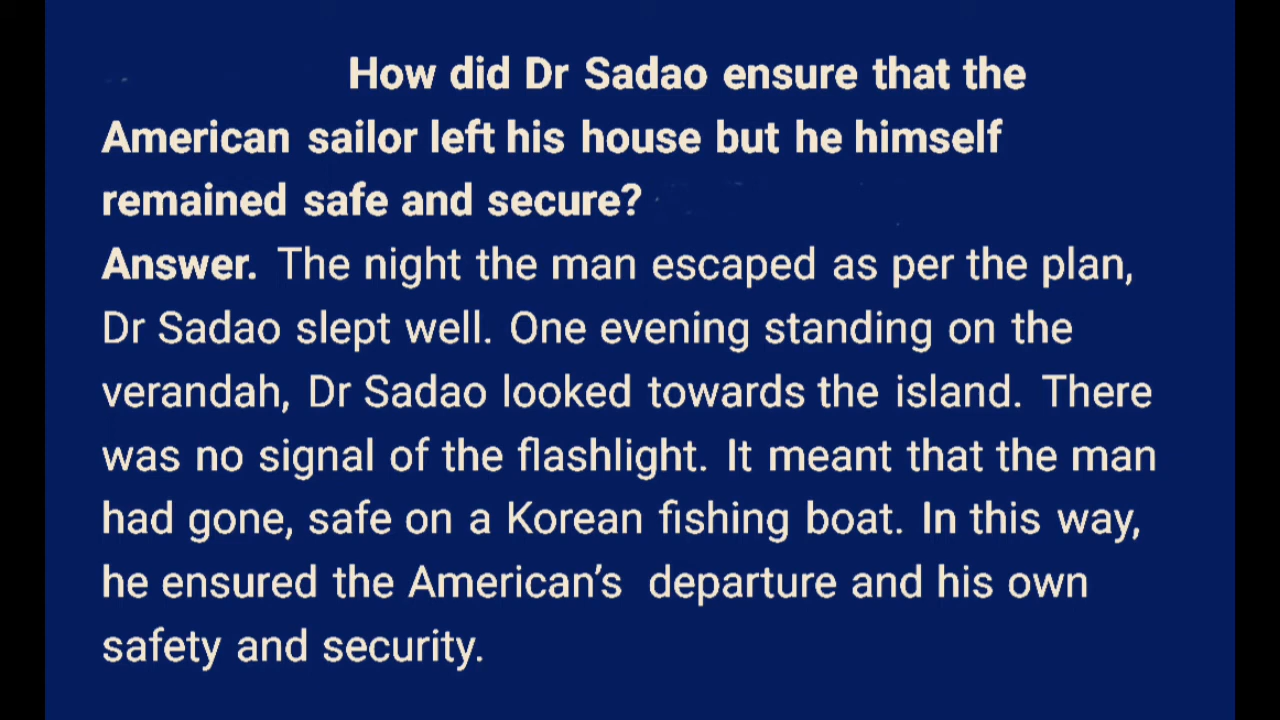 How did Dr Sadao ensure that the
American sailor left his house but he himself
remained safe and secure?
Answer. The night the man escaped as per the plan,
Dr Sadao slept well. One evening standing on the
verandah, Dr Sadao looked towards the island. There
was no signal of the flashlight. It meant that the man
had gone, safe on a Korean fishing boat. In this way,
he ensured the American’s departure and his own
safety and security.